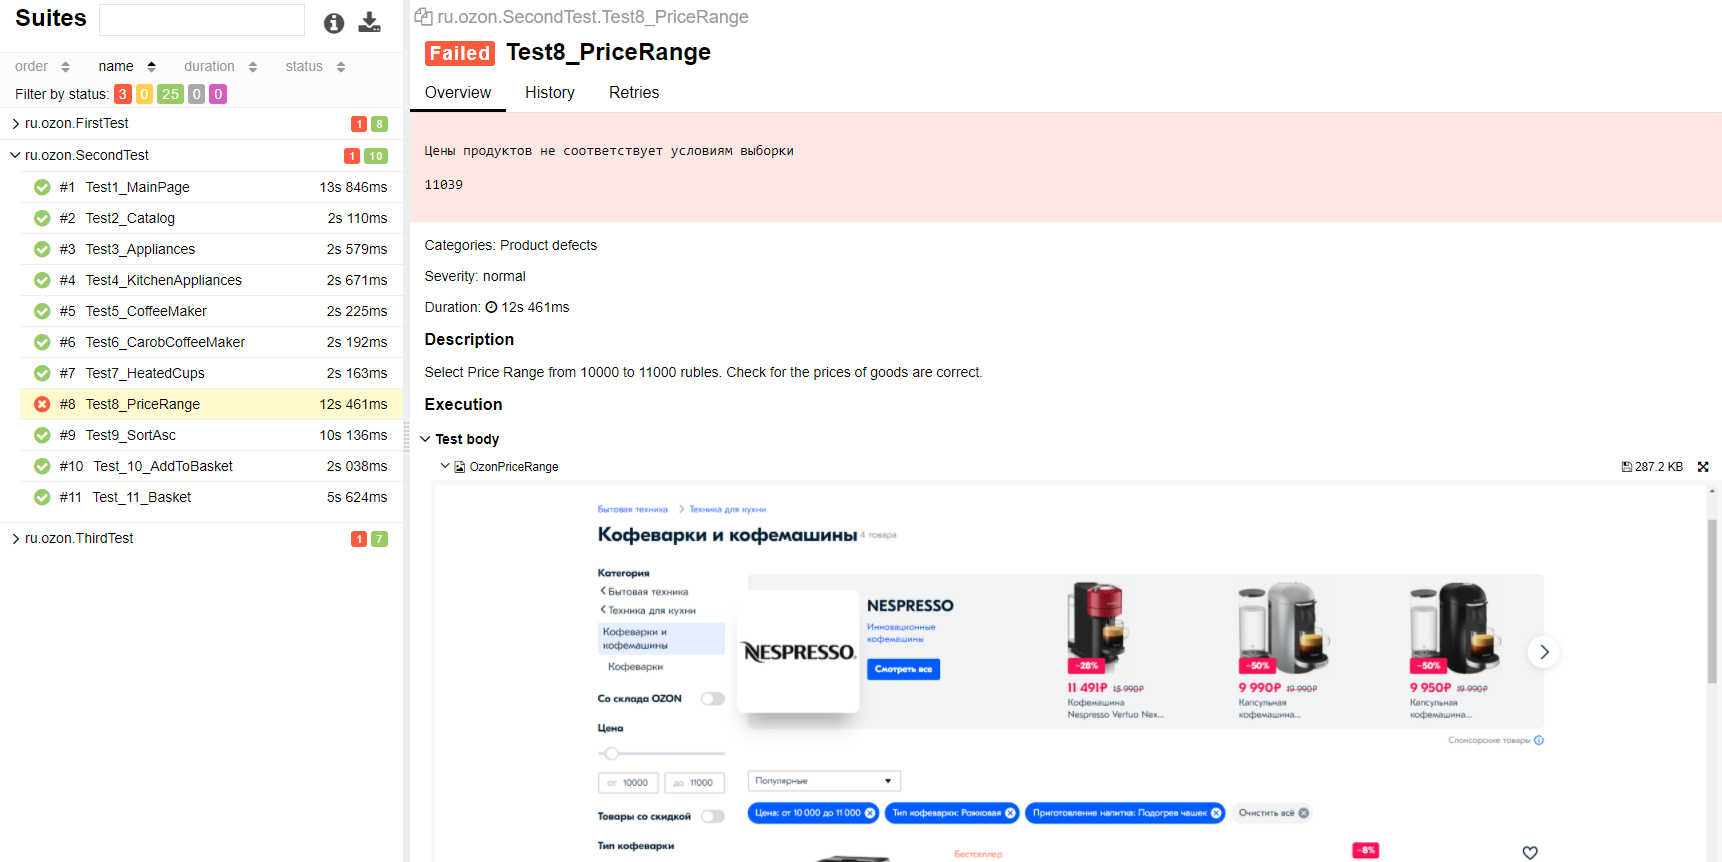 Suites
order name duration status
Filter by status: 3 0 25 0 0
ru.ozon.FirstTest 1 8
ru.ozon.SecondTest 1 10
#1 Test1_MainPage 13s 846ms
#2 Test2_Catalog 2s 110ms
#3 Test3_Appliances 2s 579ms
#4 Test4_KitchenAppliances 2s 671ms
#5 Test5_CoffeeMaker 2s 225ms
#6 Test6_CarobCoffeeMaker 2s 192ms
#7 Test7_HeatedCups 2s 163ms
#8 Test8_PriceRange 12s 461ms
#9 Test9_SortAsc 10s 136ms
#10 Test_10_AddToBasket 2s 038ms
#11 Test_11_Basket 5s 624ms
ru.ozon.ThirdTest 1 7
ru.ozon.SecondTest.Test8_PriceRange
Failed Test8_PriceRange
Overview History Retries
Цены продуктов не соответствует условиям выборки
11039
Categories: Product defects
Severity: normal
Duration: 12s 461ms
Description
Select Price Range from 10000 to 11000 rubles. Check for the prices of goods are correct.
Execution
Test body
OzonPriceRange 287.2 KB
Бытовая техника > Техника для кухни
Кофеварки и кофемашины 4 товара
Категория
Бытовая техника
Техника для кухни
Кофеварки и
кофемашины
Кофеварки
Со склада OZON
Цена
от 10000 до 11000
Товары со скидкой
Тип кофеварки
NESPRESSO.
NESPRESSO
Инновационные
кофемашины
Смотреть все
-28%
11 491₽ 15 990₽
Кофемашина
Nespresso Vertuo Nex...
-50%
9 990₽ 19 990₽
Капсульная
кофемашина...
-50%
9 950₽ 19 990₽
Капсульная
кофемашина...
Спонсорские товары
Популярные
Цена: от 10 000 до 11 000 Тип кофеварки: Рожковая Приготовление напитка: Подогрев чашек Очистить всё
Бестселлер
-8%